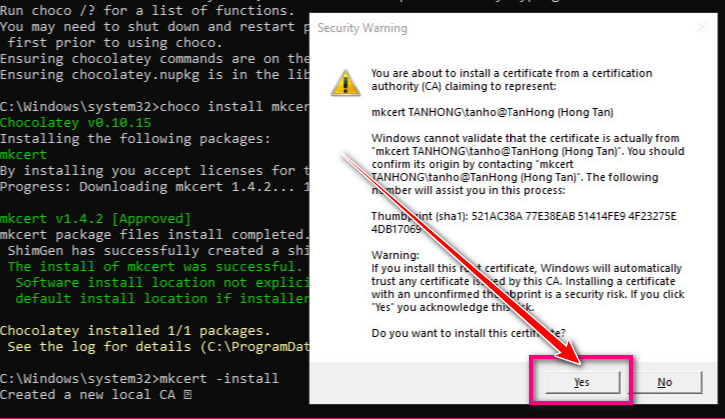 Run choco /? for a list of functions.
You may need to shut down and restart
first prior to using choco.
Ensuring chocolatey commands are on the
Ensuring chocolatey.nupkg is in the lib
C:\Windows\system32>choco install mkcer
Chocolatey v0.10.15
Installing the following packages:
mkcert
By installing you accept licenses for t
Progress: Downloading mkcert 1.4.2... 1
mkcert v1.4.2 [Approved]
mkcert package files install completed.
ShimGen has successfully created a shi
The install of mkcert was successful.
Software install location not explici
default install location if installer
Chocolatey installed 1/1 packages.
See the log for details (C:\ProgramDat
C:\Windows\system32>mkcert -install
Created a new local CA
Security Warning
You are about to install a certificate from a certification
authority (CA) claiming to represent:
mkcert TANHONG\tanho@TanHong (Hong Tan)
Windows cannot validate that the certificate is actually from
"mkcert TANHONG\tanho@TanHong (Hong Tan)". You should
confirm its origin by contacting "mkcert
TANHONG\tanho@TanHong (Hong Tan)". The following
number will assist you in this process:
Thumbprint (sha1): 521AC38A 77E38EAB 51414FE9 4F23275E
4DB17069
Warning:
If you install this root certificate, Windows will automatically
trust any certificate issued by this CA. Installing a certificate
with an unconfirmed thumbprint is a security risk. If you click
"Yes" you acknowledge this risk.
Do you want to install this certificate?
Yes
No